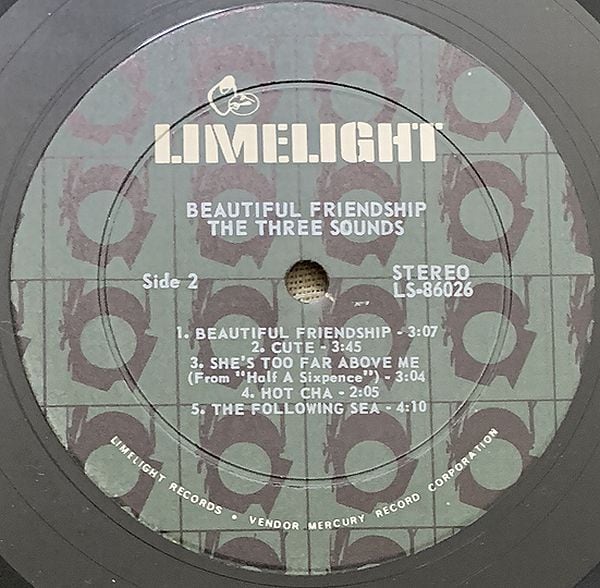 LIMELIGHT
BEAUTIFUL FRIENDSHIP
THE THREE SOUNDS
Side 2
STEREO
LS-86026
1. BEAUTIFUL FRIENDSHIP - 3:07
2. CUTE - 3:45
3. SHE'S TOO FAR ABOVE ME
(From "Half A Sixpence") - 3:04
4. HOT CHA - 2:05
5. THE FOLLOWING SEA - 4:10
LIMELIGHT RECORDS • VENDOR MERCURY RECORD CORPORATION